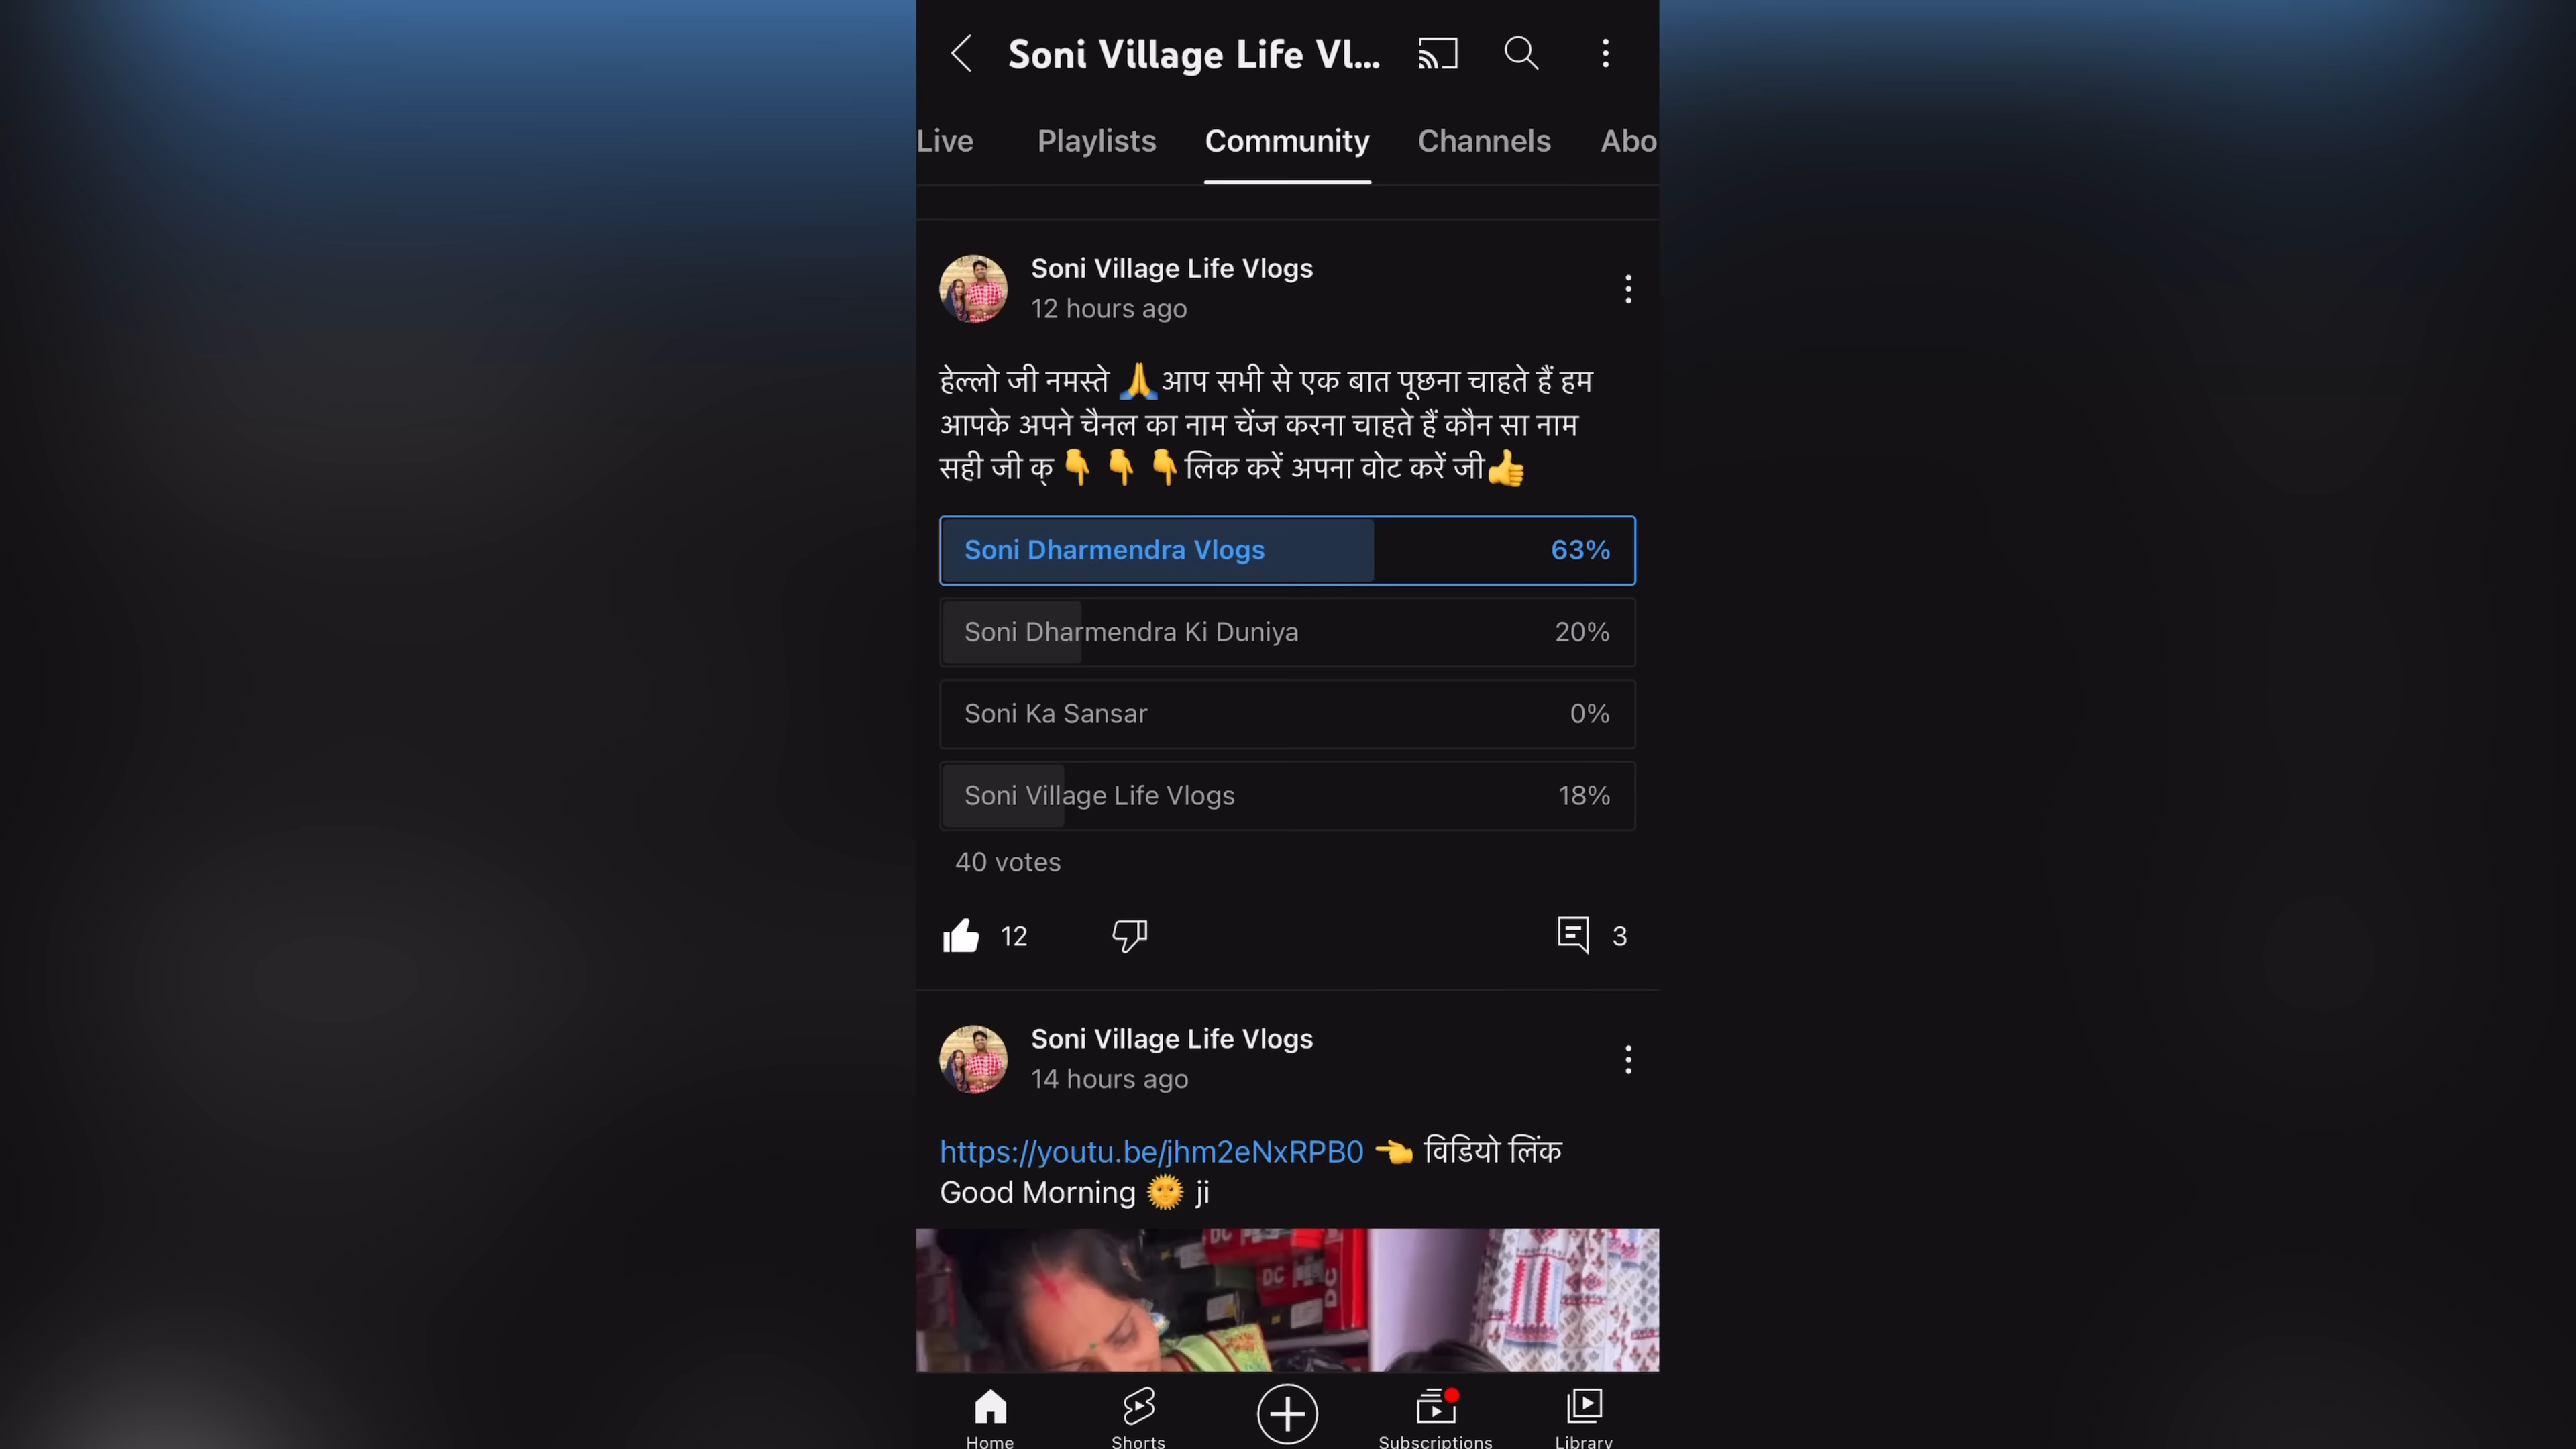 Soni Village Life Vl...
Live Playlists Community Channels Abo
Soni Village Life Vlogs
12 hours ago
हेल्लो जी नमस्ते 🙏आप सभी से एक बात पूछना चाहते हैं हम
आपके अपने चैनल का नाम चेंज करना चाहते हैं कौन सा नाम
सही जी क्👇👇👇लिक करें अपना वोट करें जी👍
Soni Dharmendra Vlogs 63%
Soni Dharmendra Ki Duniya 20%
Soni Ka Sansar 0%
Soni Village Life Vlogs 18%
40 votes
12 3
Soni Village Life Vlogs
14 hours ago
https://youtu.be/jhm2eNxRPB0 👈 विडियो लिंक
Good Morning 🌞 ji
DC
DC DC
Home Shorts Subscriptions Library